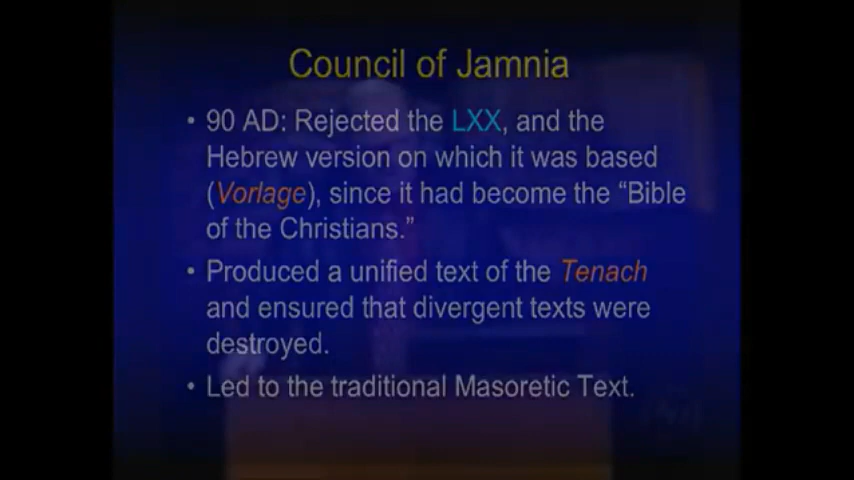 Council of Jamnia
• 90 AD: Rejected the LXX, and the
Hebrew version on which it was based
(Vorlage), since it had become the “Bible
of the Christians.”
• Produced a unified text of the Tenach
and ensured that divergent texts were
destroyed.
• Led to the traditional Masoretic Text.